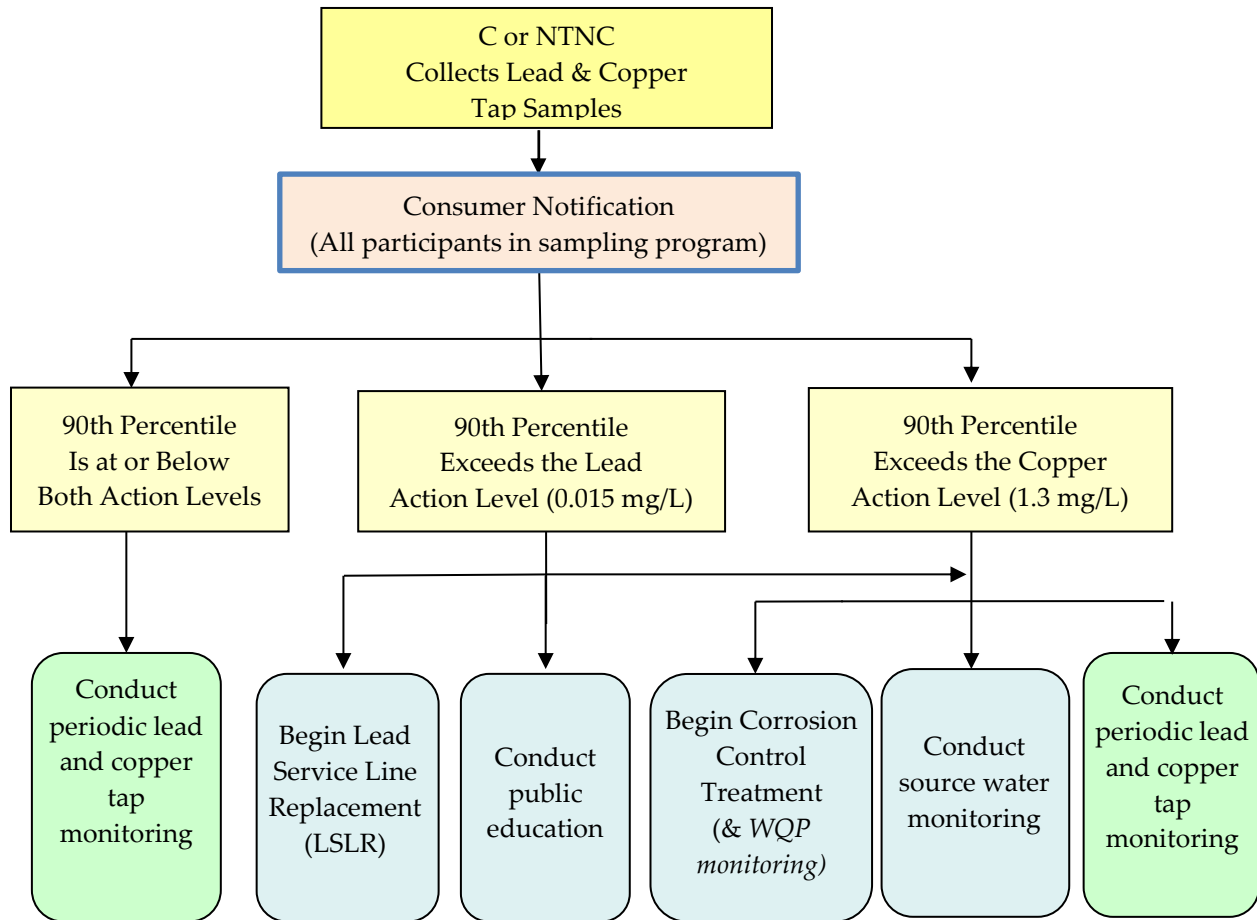 C or NTNC
Collects Lead & Copper
Tap Samples
Consumer Notification
(All participants in sampling program)
90th Percentile
Is at or Below
Both Action Levels
90th Percentile
Exceeds the Lead
Action Level (0.015 mg/L)
90th Percentile
Exceeds the Copper
Action Level (1.3 mg/L)
Conduct
periodic lead
and copper
tap
monitoring
Begin Lead
Service Line
Replacement
(LSLR)
Conduct
public
education
Begin Corrosion
Control
Treatment
(& WQP
monitoring)
Conduct
source water
monitoring
Conduct
periodic lead
and copper
tap
monitoring